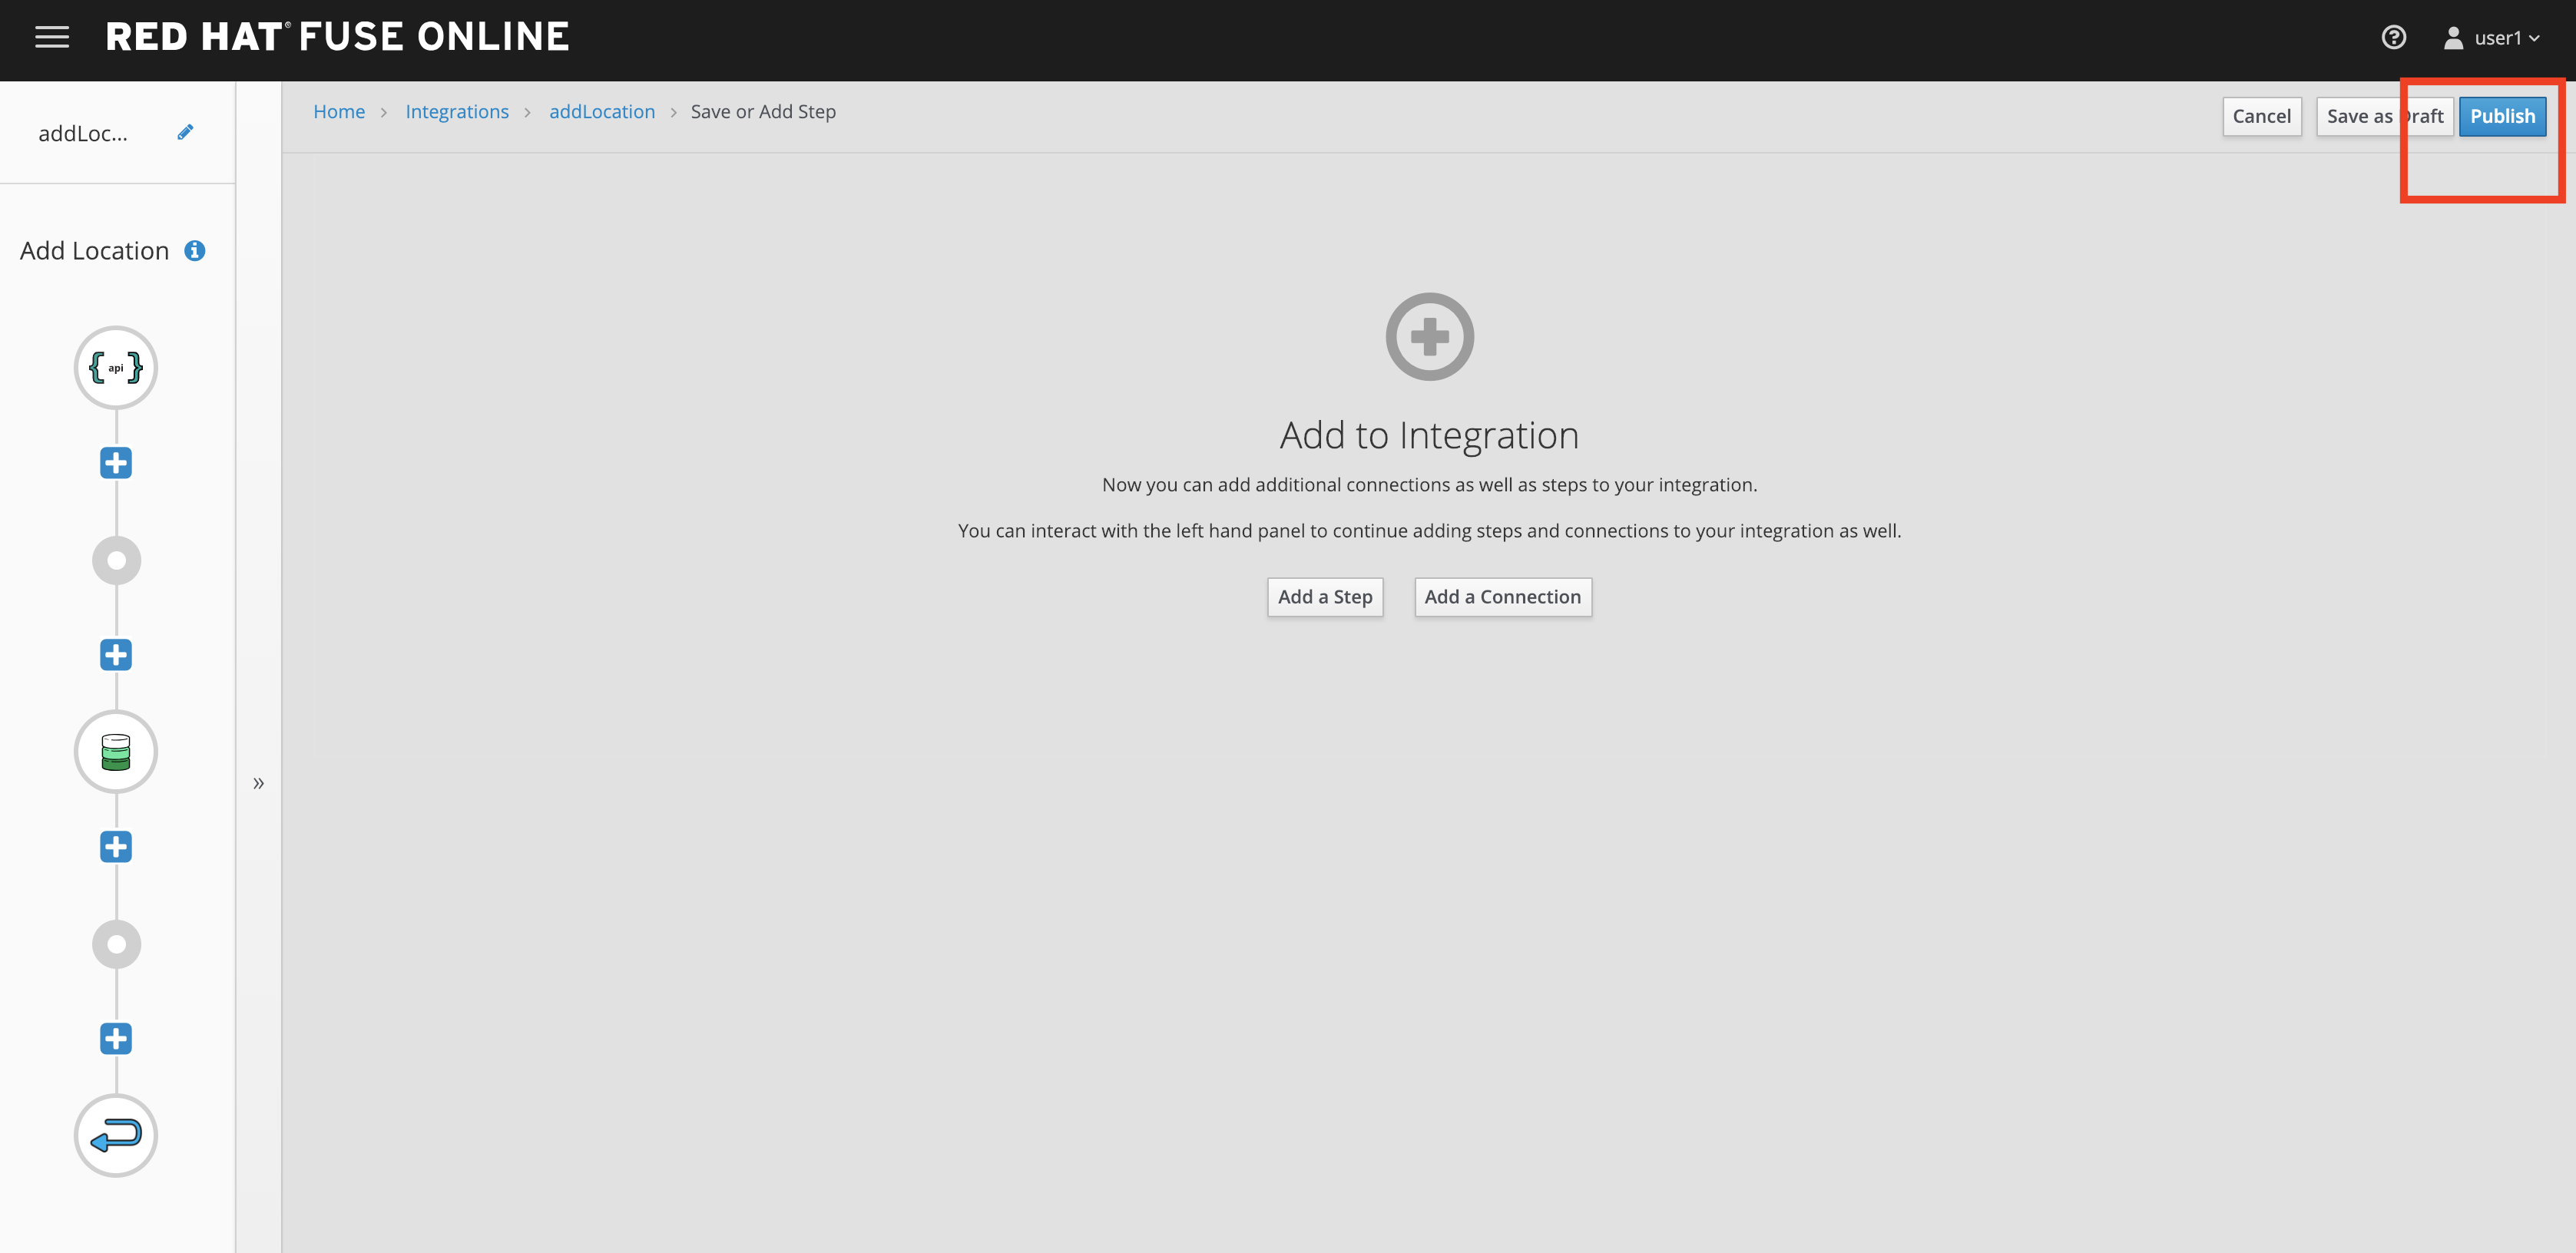 RED HAT® FUSE ONLINE
user1
addLoc...
Home > Integrations > addLocation > Save or Add Step
Cancel
Save as Draft
Publish
Add Location
api
Add to Integration
Now you can add additional connections as well as steps to your integration.
You can interact with the left hand panel to continue adding steps and connections to your integration as well.
Add a Step
Add a Connection